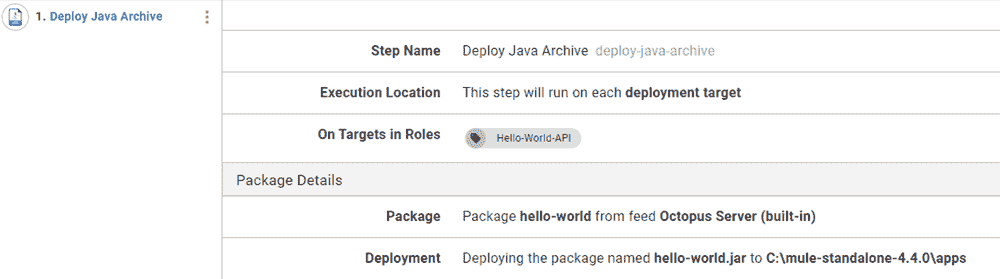 1. Deploy Java Archive
Step Name Deploy Java Archive deploy-java-archive
Execution Location This step will run on each deployment target
On Targets in Roles Hello-World-API
Package Details
Package Package hello-world from feed Octopus Server (built-in)
Deployment Deploying the package named hello-world.jar to C:\mule-standalone-4.4.0\apps